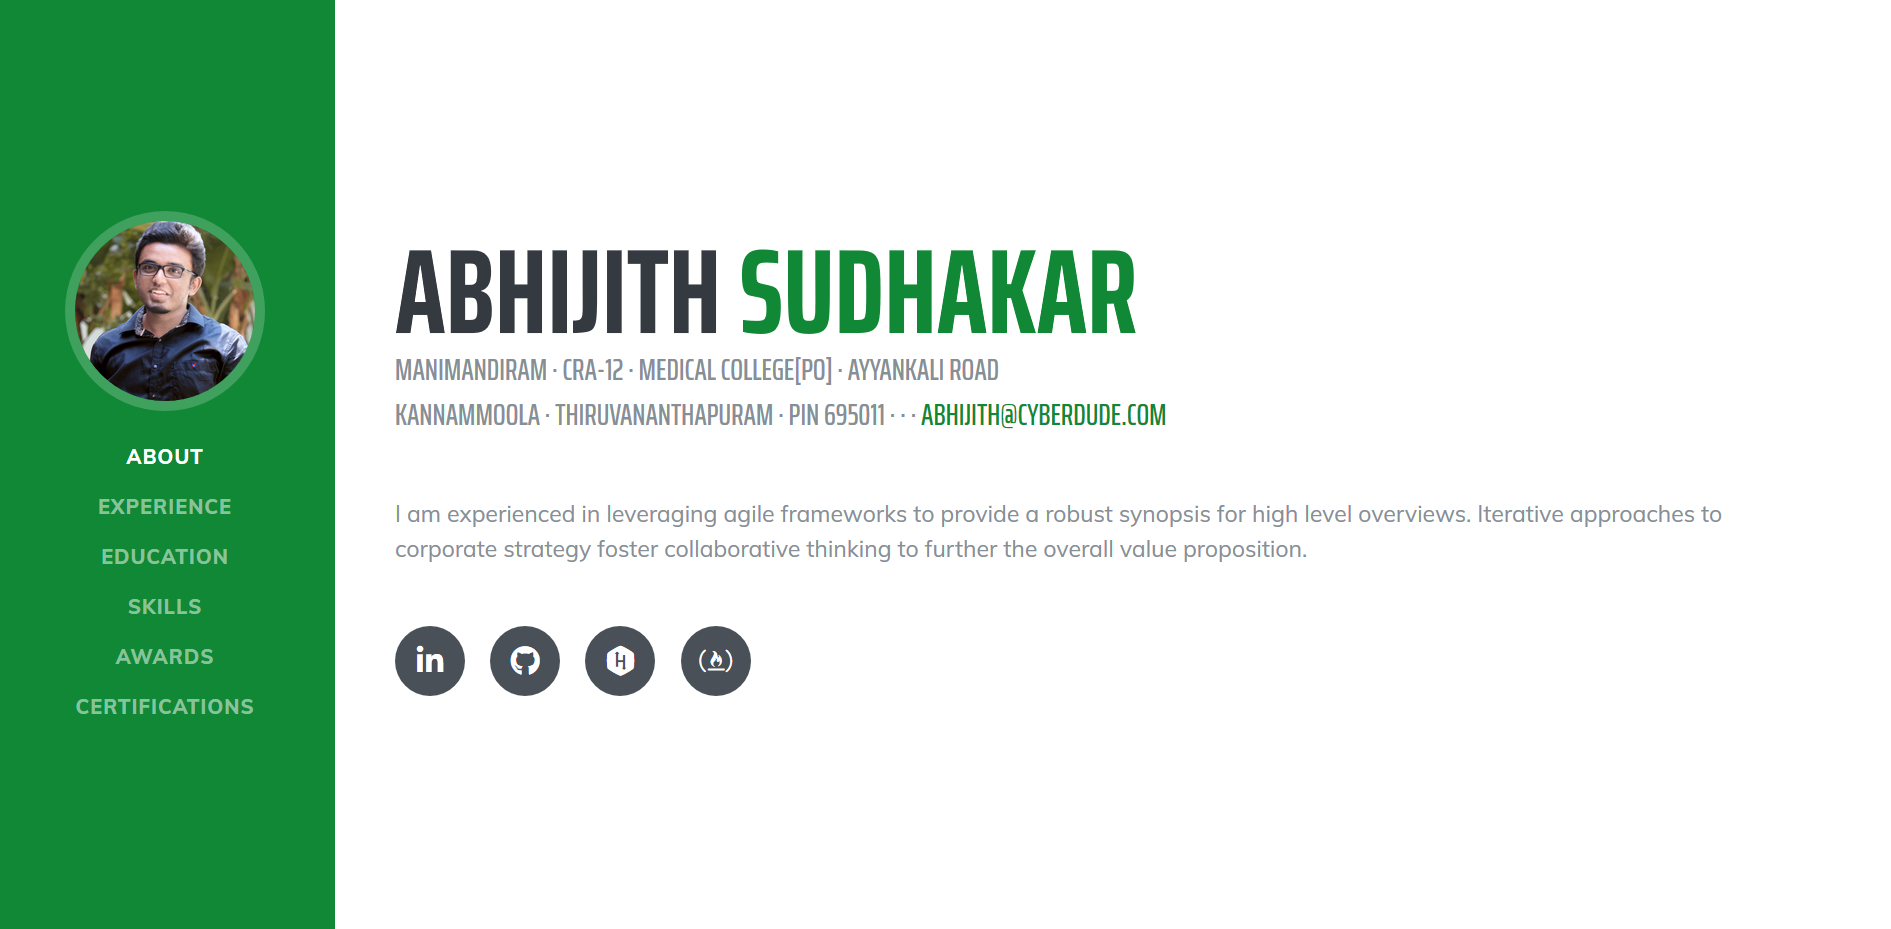 ABOUT
EXPERIENCE
EDUCATION
SKILLS
AWARDS
CERTIFICATIONS
ABHIJITH SUDHAKAR
MANIMANDIRAM · CRA-12 · MEDICAL COLLEGE[PO] · AYYANKALI ROAD
KANNAMMOOLA · THIRUVANANTHAPURAM · PIN 695011 · · · ABHIJITH@CYBERDUDE.COM
I am experienced in leveraging agile frameworks to provide a robust synopsis for high level overviews. Iterative approaches to
corporate strategy foster collaborative thinking to further the overall value proposition.
in
H